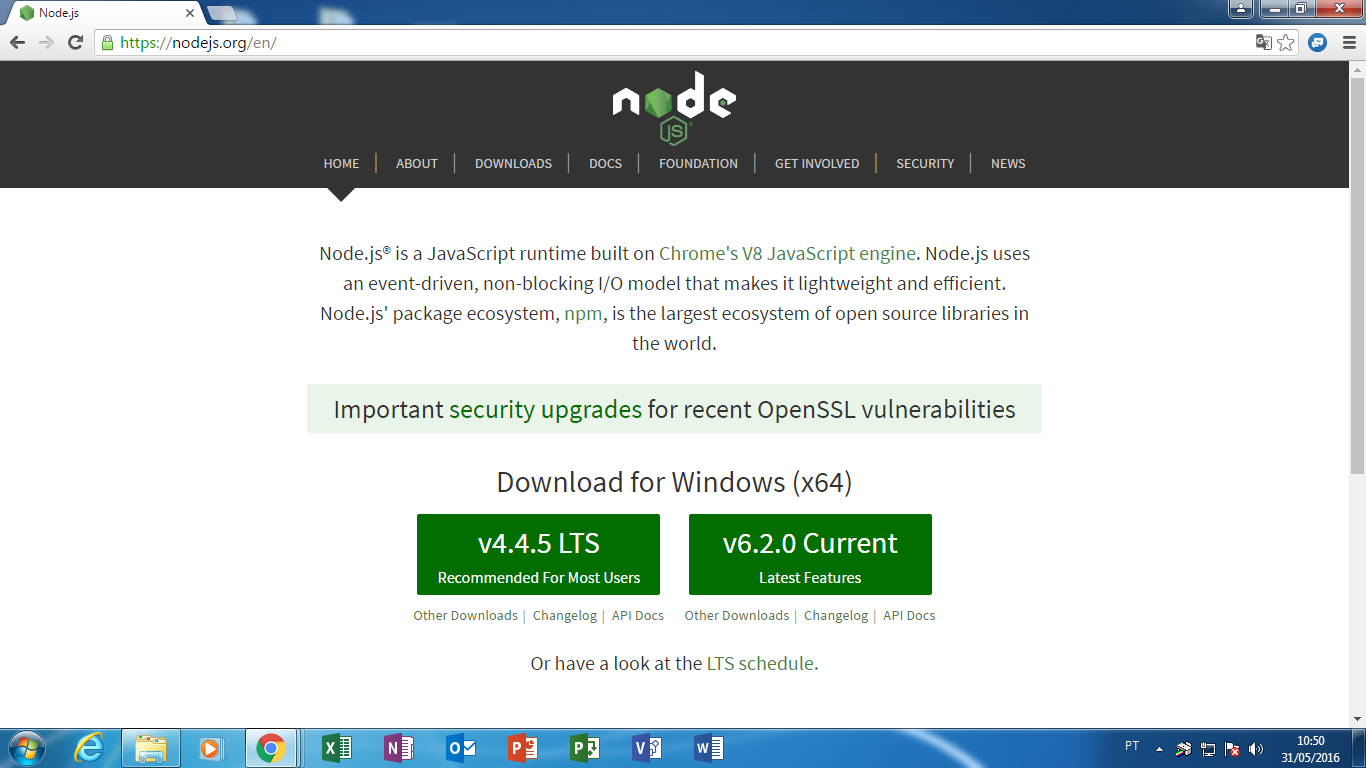 Node.js
https://nodejs.org/en/
node
JS
HOME ABOUT DOWNLOADS DOCS FOUNDATION GET INVOLVED SECURITY NEWS
Node.js® is a JavaScript runtime built on Chrome's V8 JavaScript engine. Node.js uses
an event-driven, non-blocking I/O model that makes it lightweight and efficient.
Node.js' package ecosystem, npm, is the largest ecosystem of open source libraries in
the world.
Important security upgrades for recent OpenSSL vulnerabilities
Download for Windows (x64)
v4.4.5 LTS
Recommended For Most Users
v6.2.0 Current
Latest Features
Other Downloads | Changelog | API Docs
Other Downloads | Changelog | API Docs
Or have a look at the LTS schedule.
PT
10:50
31/05/2016